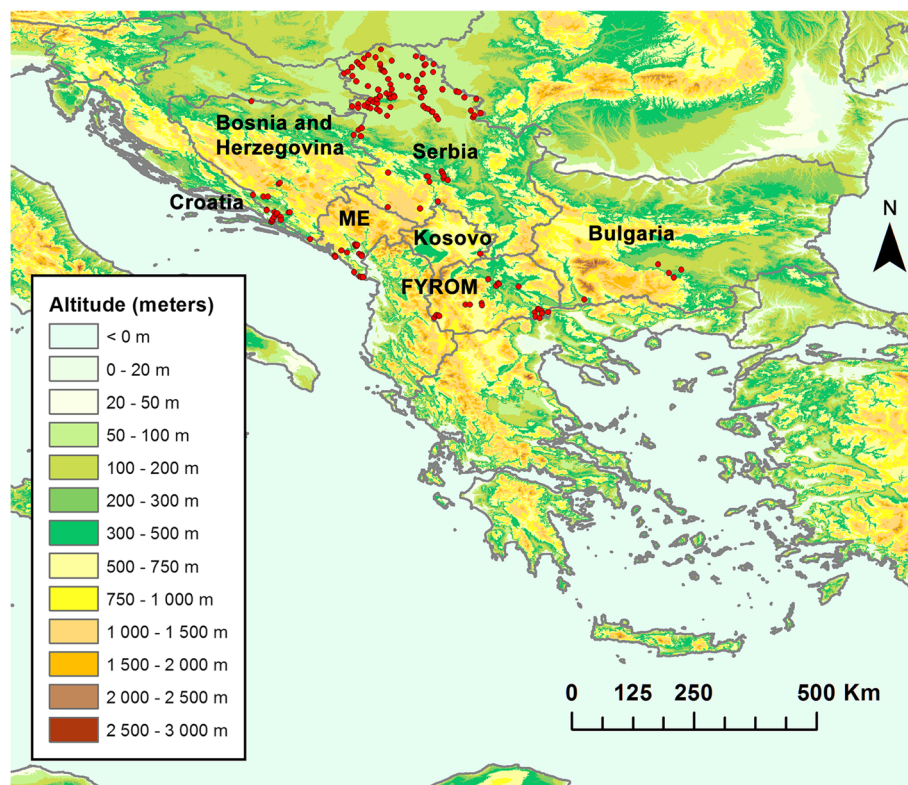 Bosnia and
Herzegovina
Serbia
Croatia
ME
Kosovo
Bulgaria
FYROM
N
Altitude (meters)
< 0 m
0 - 20 m
20 - 50 m
50 - 100 m
100 - 200 m
200 - 300 m
300 - 500 m
500 - 750 m
750 - 1 000 m
1 000 - 1 500 m
1 500 - 2 000 m
2 000 - 2 500 m
2 500 - 3 000 m
0 125 250 500 Km